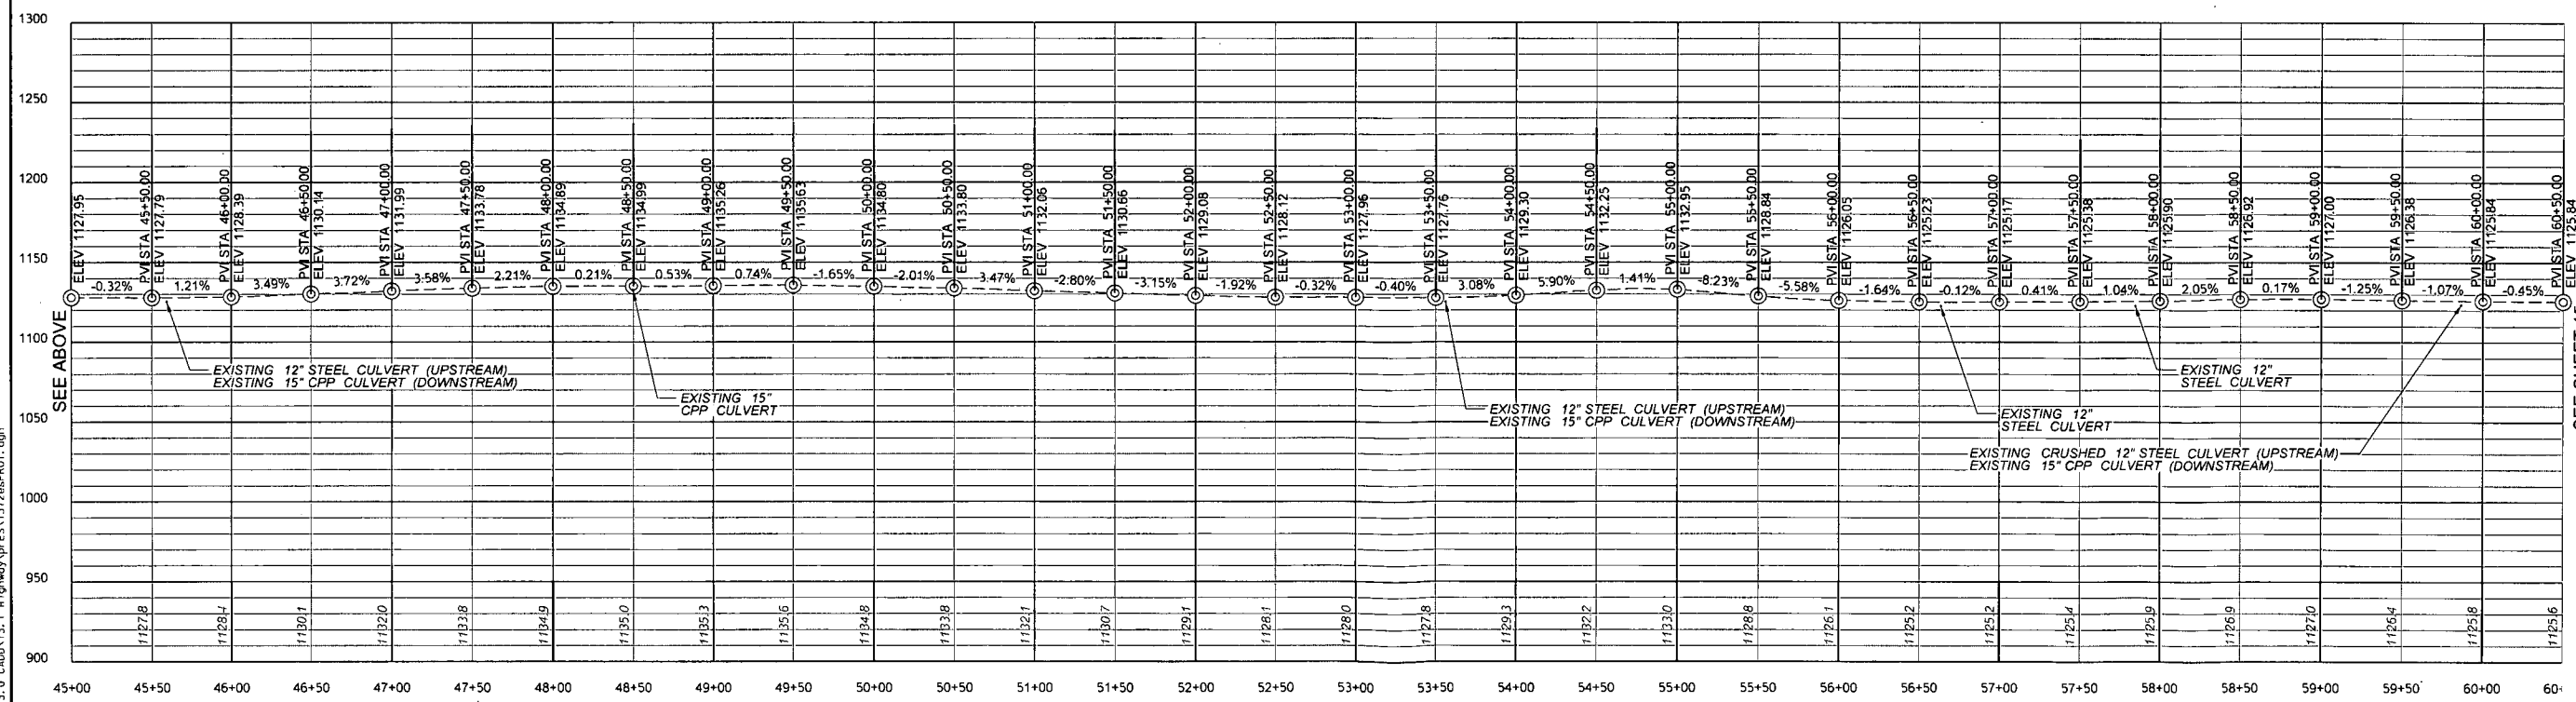 1300
1250
1200
1150
1100
1050
1000
950
900
SEE ABOVE
ELEV 1127.95
PVI STA 45+50.00
ELEV 1127.79
PVI STA 46+00.00
ELEV 1128.39
PVI STA 46+50.00
ELEV 1130.14
PVI STA 47+00.00
ELEV 1131.99
PVI STA 47+50.00
ELEV 1133.78
PVI STA 48+00.00
ELEV 1134.89
PVI STA 48+50.00
ELEV 1134.99
PVI STA 49+00.00
ELEV 1135.26
PVI STA 49+50.00
ELEV 1135.63
PVI STA 50+00.00
ELEV 1134.80
PVI STA 50+50.00
ELEV 1133.80
PVI STA 51+00.00
ELEV 1132.06
PVI STA 51+50.00
ELEV 1130.66
PVI STA 52+00.00
ELEV 1129.08
PVI STA 52+50.00
ELEV 1128.12
PVI STA 53+00.00
ELEV 1127.96
PVI STA 53+50.00
ELEV 1127.76
PVI STA 54+00.00
ELEV 1129.30
PVI STA 54+50.00
ELEV 1132.25
PVI STA 55+00.00
ELEV 1132.95
PVI STA 55+50.00
ELEV 1128.84
PVI STA 56+00.00
ELEV 1126.05
PVI STA 56+50.00
ELEV 1125.23
PVI STA 57+00.00
ELEV 1125.17
PVI STA 57+50.00
ELEV 1125.38
PVI STA 58+00.00
ELEV 1125.90
PVI STA 58+50.00
ELEV 1126.92
PVI STA 59+00.00
ELEV 1127.00
PVI STA 59+50.00
ELEV 1126.38
PVI STA 60+00.00
ELEV 1125.84
PVI STA 60+50.00
ELEV 1125.84
-0.32% 1.21% 3.49% 3.72% 3.58% 2.21% 0.21% 0.53% 0.74% -1.65% -2.01% 3.47% -2.80% -3.15% -1.92% -0.32% -0.40% 3.08% 5.90% 1.41% -8.23% -5.58% -1.64% -0.12% 0.41% 1.04% 2.05% 0.17% -1.25% -1.07% -0.45%
EXISTING 12" STEEL CULVERT (UPSTREAM)
EXISTING 15" CPP CULVERT (DOWNSTREAM)
EXISTING 15"
CPP CULVERT
EXISTING 12" STEEL CULVERT (UPSTREAM)
EXISTING 15" CPP CULVERT (DOWNSTREAM)
EXISTING 12"
STEEL CULVERT
EXISTING 12"
STEEL CULVERT
EXISTING CRUSHED 12" STEEL CULVERT (UPSTREAM)
EXISTING 15" CPP CULVERT (DOWNSTREAM)
1127.8 1128.4 1130.1 1132.0 1133.8 1134.9 1135.0 1135.3 1135.6 1134.8 1133.8 1132.1 1130.7 1129.1 1128.1 1128.0 1127.8 1129.3 1132.2 1133.0 1128.8 1126.1 1125.2 1125.2 1125.4 1125.9 1126.9 1127.0 1126.4 1125.8 1125.6
45+00 45+50 46+00 46+50 47+00 47+50 48+00 48+50 49+00 49+50 50+00 50+50 51+00 51+50 52+00 52+50 53+00 53+50 54+00 54+50 55+00 55+50 56+00 56+50 57+00 57+50 58+00 58+50 59+00 59+50 60+00 60+